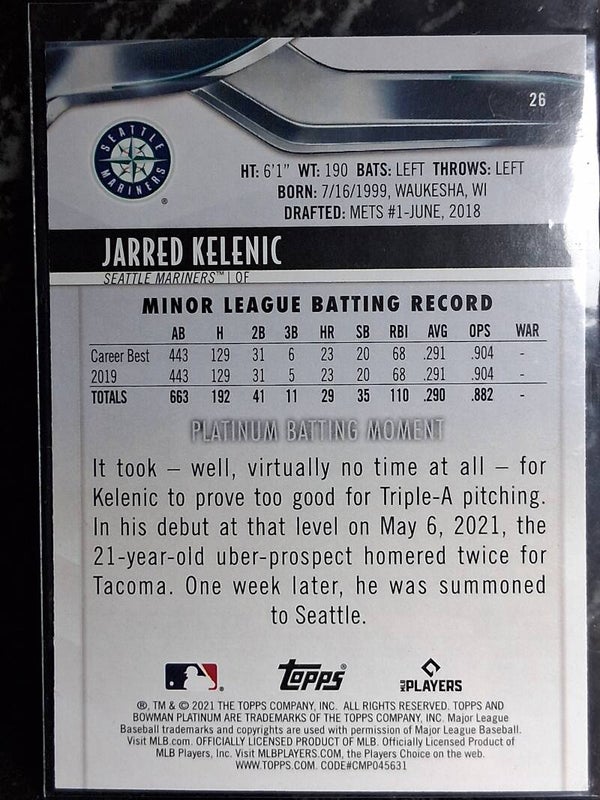 26
SEATTLE
MARINERS
®
HT: 6'1" WT: 190 BATS: LEFT THROWS: LEFT
BORN: 7/16/1999, WAUKESHA, WI
DRAFTED: METS #1-JUNE, 2018
JARRED KELENIC
SEATTLE MARINERS™ | OF
MINOR LEAGUE BATTING RECORD
AB H 2B 3B HR SB RBI AVG OPS WAR
Career Best 443 129 31 6 23 20 68 .291 .904 -
2019 443 129 31 5 23 20 68 .291 .904 -
TOTALS 663 192 41 11 29 35 110 .290 .882 -
PLATINUM BATTING MOMENT
It took – well, virtually no time at all – for
Kelenic to prove too good for Triple-A pitching.
In his debut at that level on May 6, 2021, the
21-year-old uber-prospect homered twice for
Tacoma. One week later, he was summoned
to Seattle.
Topps®
MLB PLAYERS
®, TM & © 2021 THE TOPPS COMPANY, INC. ALL RIGHTS RESERVED. TOPPS AND
BOWMAN PLATINUM ARE TRADEMARKS OF THE TOPPS COMPANY, INC. Major League
Baseball trademarks and copyrights are used with permission of Major League Baseball.
Visit MLB.com. OFFICIALLY LICENSED PRODUCT OF MLB. Officially Licensed Product of
MLB Players, Inc. Visit MLBPLAYERS.COM, the Players Choice on the web.
WWW.TOPPS.COM. CODE#CMP045631